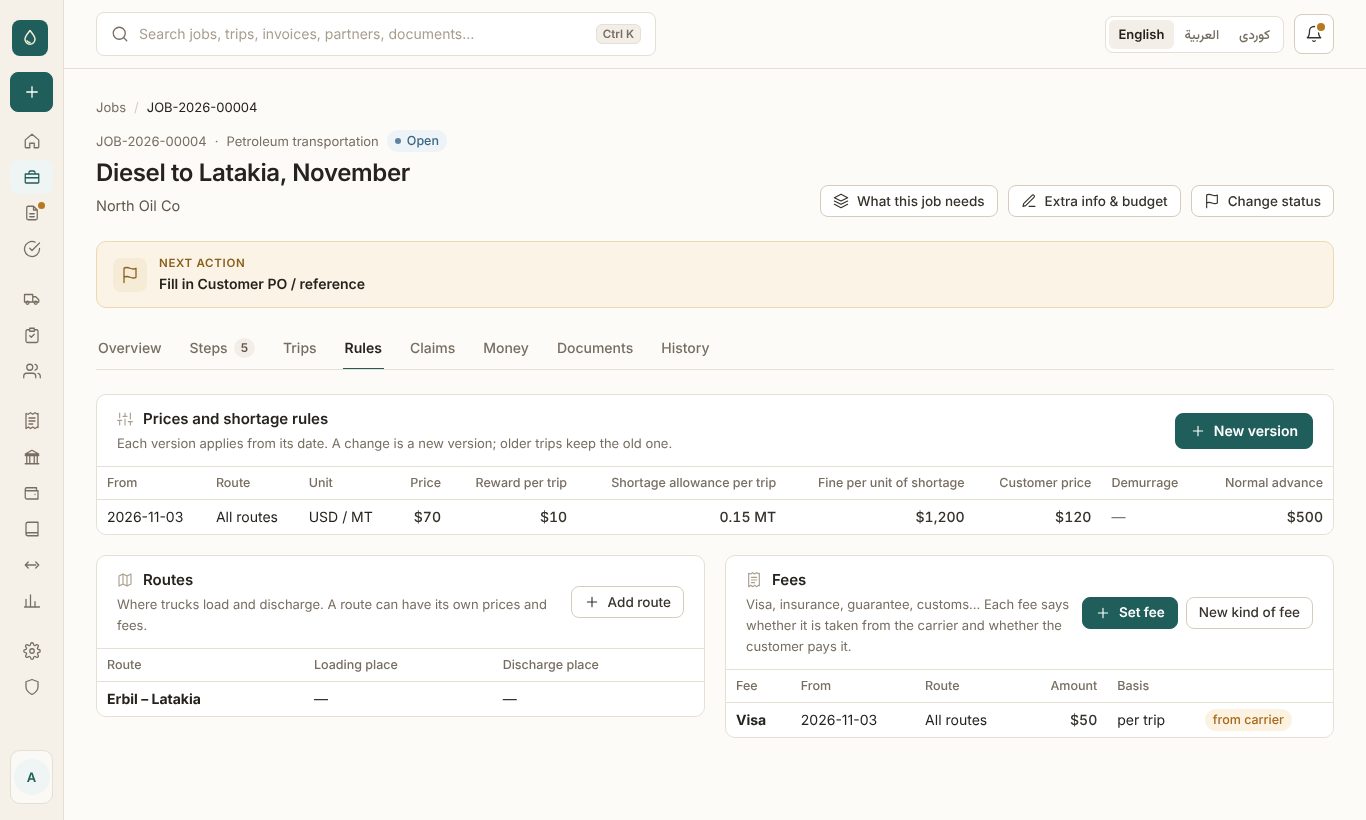 Search jobs, trips, invoices, partners, documents...
Ctrl K
English
العربية
کوردی
Jobs / JOB-2026-00004
JOB-2026-00004 · Petroleum transportation
Open
Diesel to Latakia, November
North Oil Co
What this job needs
Extra info & budget
Change status
NEXT ACTION
Fill in Customer PO / reference
Overview
Steps 5
Trips
Rules
Claims
Money
Documents
History
Prices and shortage rules
Each version applies from its date. A change is a new version; older trips keep the old one.
+ New version
From Route Unit Price Reward per trip Shortage allowance per trip Fine per unit of shortage Customer price Demurrage Normal advance
2026-11-03 All routes USD / MT $70 $10 0.15 MT $1,200 $120 — $500
Routes
Where trucks load and discharge. A route can have its own prices and
fees.
+ Add route
Route Loading place Discharge place
Erbil – Latakia — —
Fees
Visa, insurance, guarantee, customs... Each fee says
whether it is taken from the carrier and whether the
customer pays it.
+ Set fee
New kind of fee
Fee From Route Amount Basis
Visa 2026-11-03 All routes $50 per trip from carrier
A